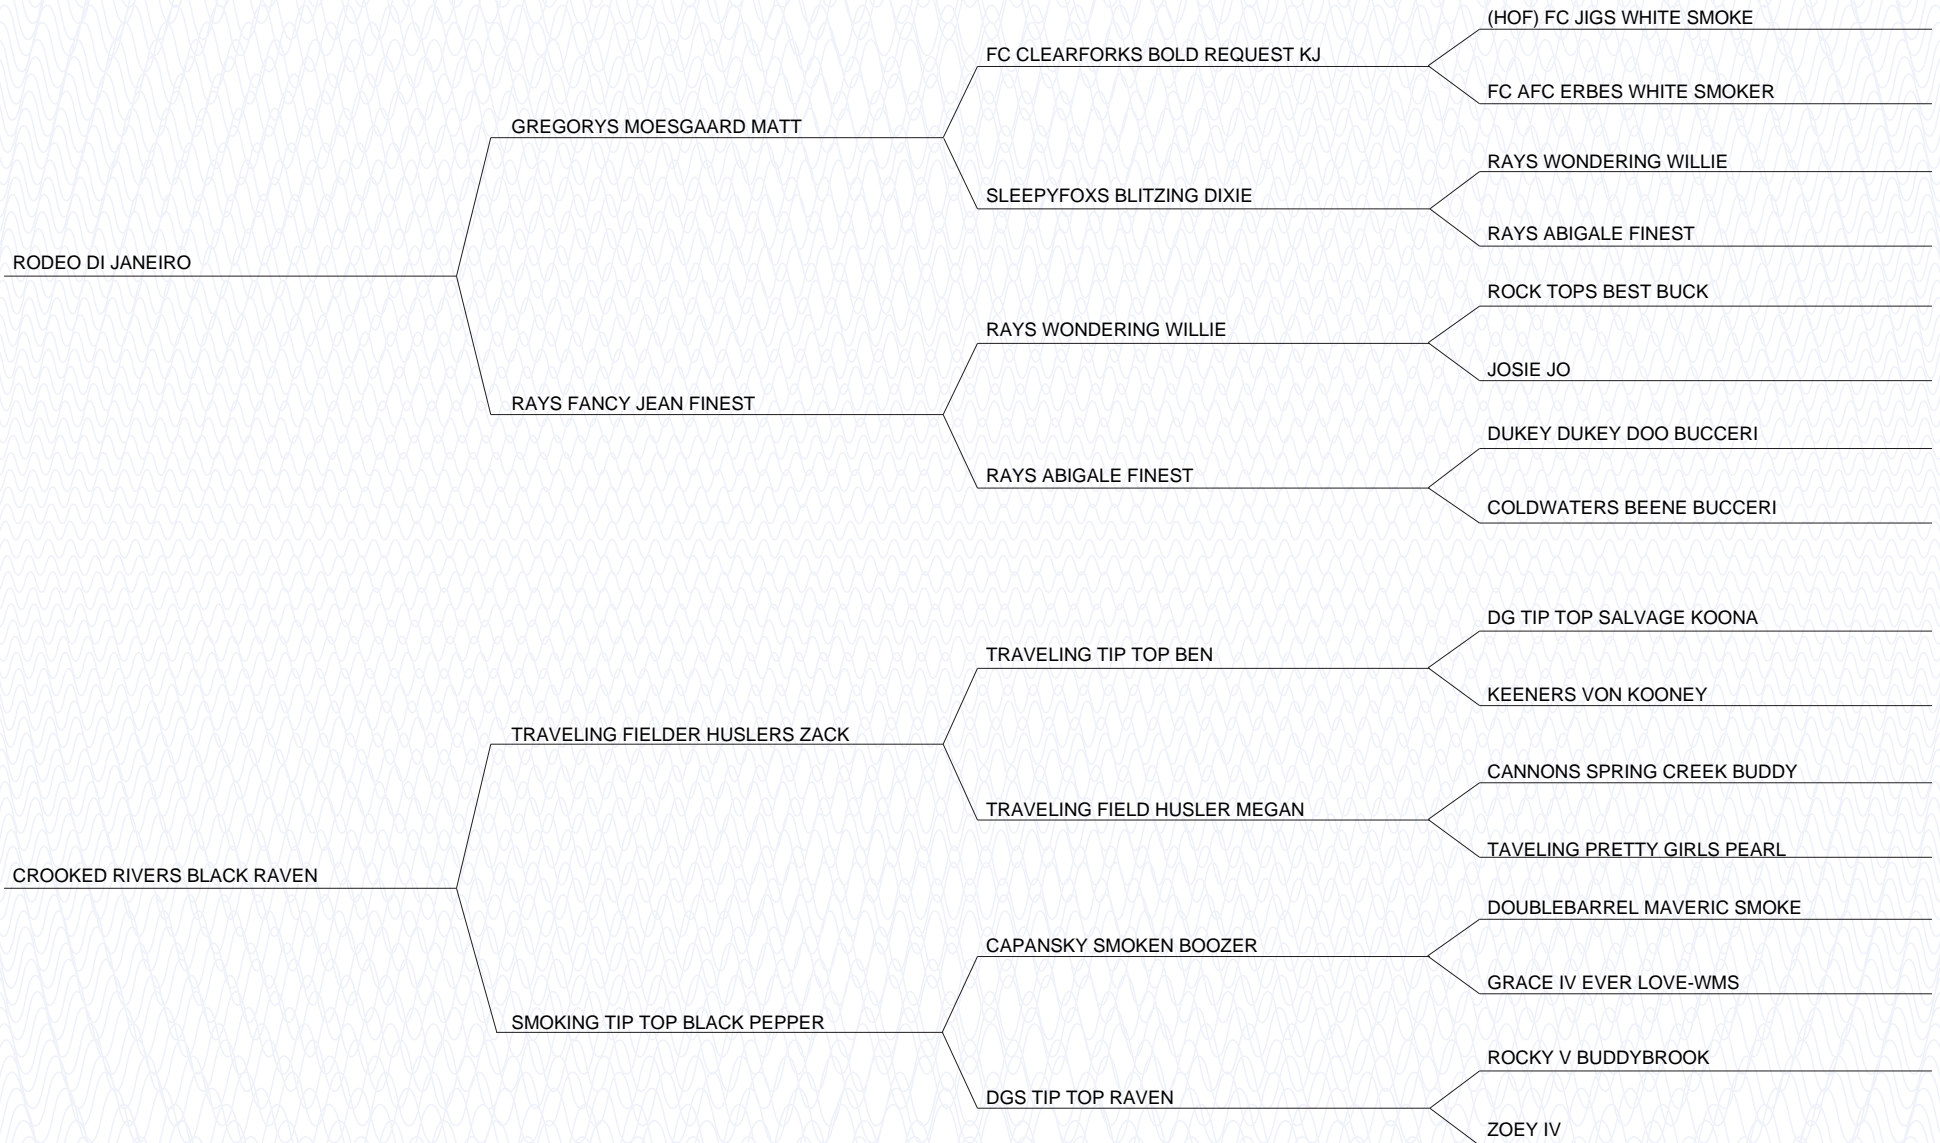 (HOF) FC JIGS WHITE SMOKE
FC CLEARFORKS BOLD REQUEST KJ
FC AFC ERBES WHITE SMOKER
GREGORYS MOESGAARD MATT
RAYS WONDERING WILLIE
SLEEPYFOXS BLITZING DIXIE
RAYS ABIGALE FINEST
RODEO DI JANEIRO
ROCK TOPS BEST BUCK
RAYS WONDERING WILLIE
JOSIE JO
RAYS FANCY JEAN FINEST
DUKEY DUKEY DOO BUCCERI
RAYS ABIGALE FINEST
COLDWATERS BEENE BUCCERI
DG TIP TOP SALVAGE KOONA
TRAVELING TIP TOP BEN
KEENERS VON KOONEY
TRAVELING FIELDER HUSLERS ZACK
CANNONS SPRING CREEK BUDDY
TRAVELING FIELD HUSLER MEGAN
TAVELING PRETTY GIRLS PEARL
CROOKED RIVERS BLACK RAVEN
DOUBLEBARREL MAVERIC SMOKE
CAPANSKY SMOKEN BOOZER
GRACE IV EVER LOVE-WMS
SMOKING TIP TOP BLACK PEPPER
ROCKY V BUDDYBROOK
DGS TIP TOP RAVEN
ZOEY IV